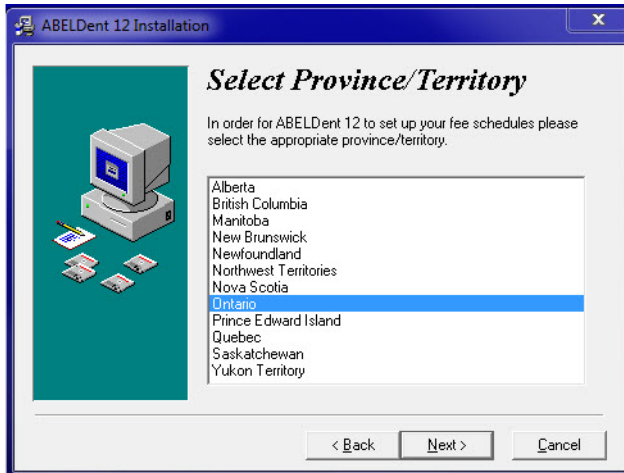 ABELDent 12 Installation
X
Select Province/Territory
In order for ABELDent 12 to set up your fee schedules please
select the appropriate province/territory.
Alberta
British Columbia
Manitoba
New Brunswick
Newfoundland
Northwest Territories
Nova Scotia
Ontario
Prince Edward Island
Quebec
Saskatchewan
Yukon Territory
< Back Next > Cancel